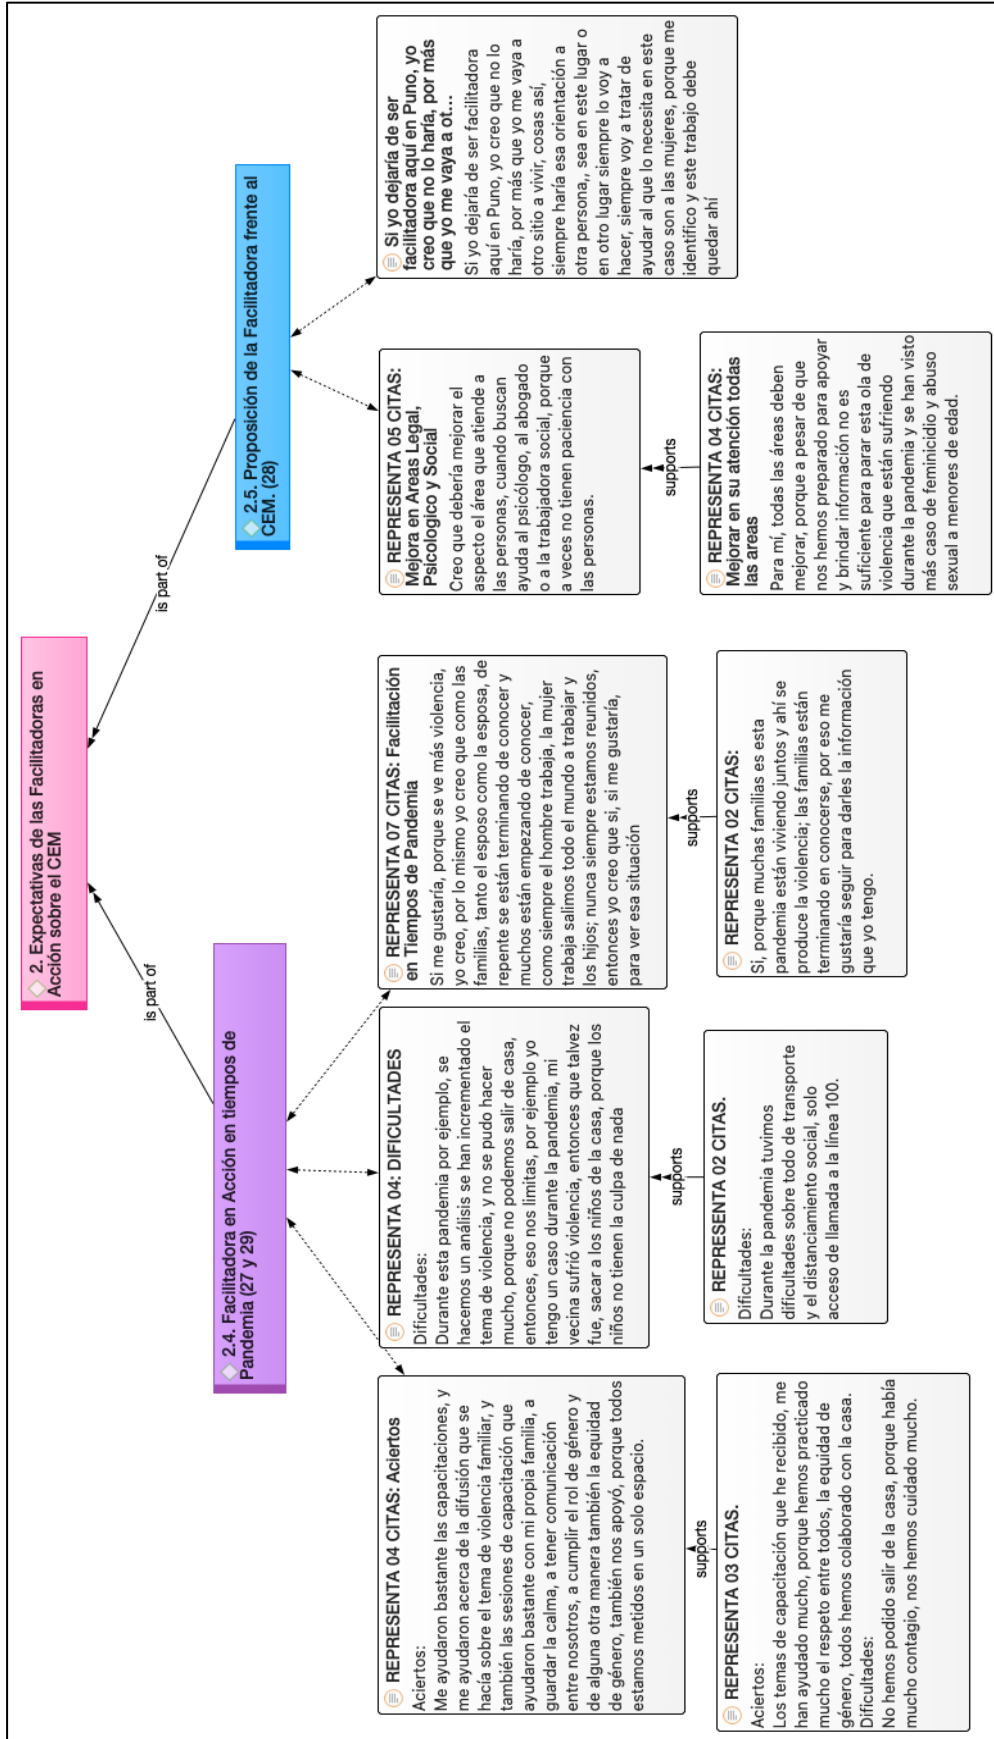 2. Expectativas de las Facilitadoras en
Acción sobre el CEM
is part of
is part of
2.4. Facilitadora en Acción en tiempos de
Pandemia (27 y 29)
2.5. Proposición de la Facilitadora frente al
CEM. (28)
REPRESENTA 04 CITAS: Aciertos
Aciertos:
Me ayudaron bastante las capacitaciones, y
me ayudaron acerca de la difusión que se
hacía sobre el tema de violencia familiar, y
también las sesiones de capacitación que
ayudaron bastante con mi propia familia, a
guardar la calma, a tener comunicación
entre nosotros, a cumplir el rol de género y
de alguna otra manera también la equidad
de género, también nos apoyó, porque todos
estamos metidos en un solo espacio.
REPRESENTA 04: DIFICULTADES
Dificultades:
Durante esta pandemia por ejemplo, se
hacemos un análisis se han incrementado el
tema de violencia, y no se pudo hacer
mucho, porque no podemos salir de casa,
entonces, eso nos limitas, por ejemplo yo
tengo un caso durante la pandemia, mi
vecina sufrió violencia, entonces que talvez
fue, sacar a los niños de la casa, porque los
niños no tienen la culpa de nada
REPRESENTA 07 CITAS: Facilitación
en Tiempos de Pandemia
Si me gustaría, porque se ve más violencia,
yo creo, por lo mismo yo creo que como las
familias, tanto el esposo como la esposa, de
repente se están terminando de conocer y
muchos están empezando de conocer,
como siempre el hombre trabaja, la mujer
trabaja salimos todo el mundo a trabajar y
los hijos; nunca siempre estamos reunidos,
entonces yo creo que si, si me gustaría,
para ver esa situación
REPRESENTA 05 CITAS:
Mejora en Areas Legal,
Psicologico y Social
Creo que debería mejorar el
aspecto el área que atiende a
las personas, cuando buscan
ayuda al psicólogo, al abogado
o a la trabajadora social, porque
a veces no tienen paciencia con
las personas.
Si yo dejaría de ser
facilitadora aquí en Puno, yo
creo que no lo haría, por más
que yo me vaya a ot...
Si yo dejaría de ser facilitadora
aquí en Puno, yo creo que no lo
haría, por más que yo me vaya a
otro sitio a vivir, cosas así,
siempre haría esa orientación a
otra persona,, sea en este lugar o
en otro lugar siempre lo voy a
hacer, siempre voy a tratar de
ayudar al que lo necesita en este
caso son a las mujeres, porque me
identifico y este trabajo debe
quedar ahí
supports
supports
supports
supports
REPRESENTA 03 CITAS.
Aciertos:
Los temas de capacitación que he recibido, me
han ayudado mucho, porque hemos practicado
mucho el respeto entre todos, la equidad de
género, todos hemos colaborado con la casa.
Dificultades:
No hemos podido salir de la casa, porque había
mucho contagio, nos hemos cuidado mucho.
REPRESENTA 02 CITAS.
Dificultades:
Durante la pandemia tuvimos
dificultades sobre todo de transporte
y el distanciamiento social, solo
acceso de llamada a la línea 100.
REPRESENTA 02 CITAS:
Si, porque muchas familias es esta
pandemia están viviendo juntos y ahí se
produce la violencia; las familias están
terminando en conocerse, por eso me
gustaría seguir para darles la información
que yo tengo.
REPRESENTA 04 CITAS:
Mejorar en su atención todas
las areas
Para mí, todas las áreas deben
mejorar, porque a pesar de que
nos hemos preparado para apoyar
y brindar información no es
suficiente para parar esta ola de
violencia que están sufriendo
durante la pandemia y se han visto
más caso de feminicidio y abuso
sexual a menores de edad.